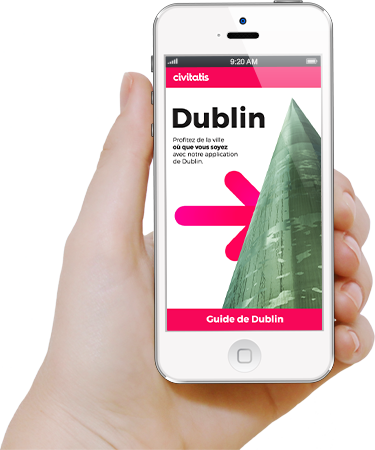 9:20 AM
civitatis
Dublin
Profitez de la ville
où que vous soyez
avec notre application
de Dublin.
Guide de Dublin